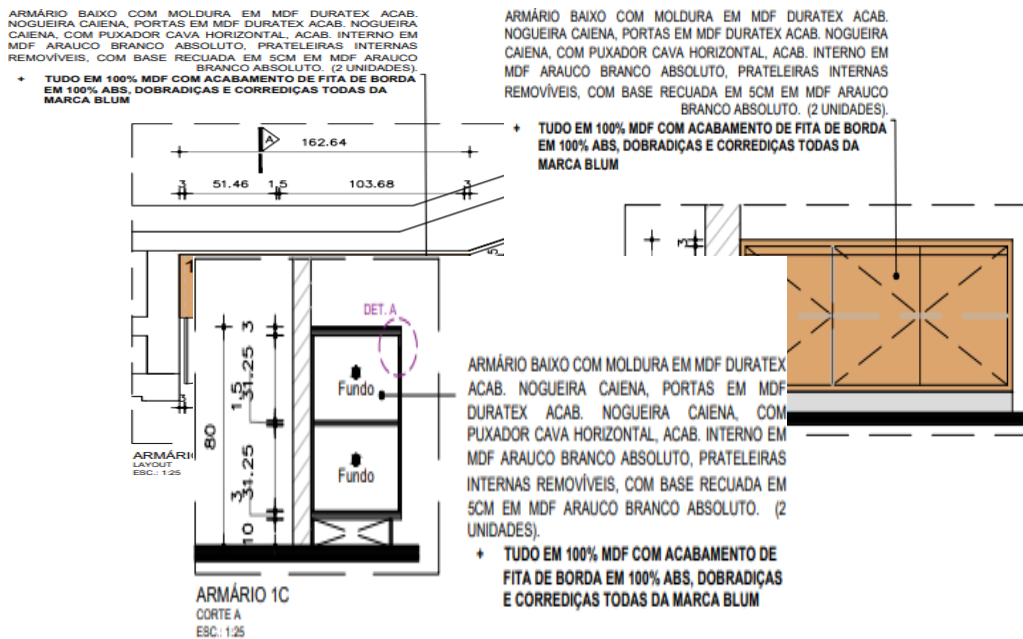 ARMÁRIO BAIXO COM MOLDURA EM MDF DURATEX ACAB.
NOGUEIRA CAIENA, PORTAS EM MDF DURATEX ACAB. NOGUEIRA
CAIENA, COM PUXADOR CAVA HORIZONTAL, ACAB. INTERNO EM
MDF ARAUCO BRANCO ABSOLUTO, PRATELEIRAS INTERNAS
REMOVÍVEIS, COM BASE RECUADA EM 5CM EM MDF ARAUCO
BRANCO ABSOLUTO. (2 UNIDADES).
+ TUDO EM 100% MDF COM ACABAMENTO DE FITA DE BORDA
EM 100% ABS, DOBRADIÇAS E CORREDIÇAS TODAS DA
MARCA BLUM
ARMÁRIO BAIXO COM MOLDURA EM MDF DURATEX ACAB.
NOGUEIRA CAIENA, PORTAS EM MDF DURATEX ACAB. NOGUEIRA
CAIENA, COM PUXADOR CAVA HORIZONTAL, ACAB. INTERNO EM
MDF ARAUCO BRANCO ABSOLUTO, PRATELEIRAS INTERNAS
REMOVÍVEIS, COM BASE RECUADA EM 5CM EM MDF ARAUCO
BRANCO ABSOLUTO. (2 UNIDADES).
+ TUDO EM 100% MDF COM ACABAMENTO DE FITA DE BORDA
EM 100% ABS, DOBRADIÇAS E CORREDIÇAS TODAS DA
MARCA BLUM
A
162.64
3 51.46 1.5 103.68 3
3
3
ARMÁRI
LAYOUT
ESC.: 1:25
DET. A
80
3
31.25
1.5
31.25
3
10
Fundo
Fundo
ARMÁRIO 1C
CORTE A
ESC.: 1:25
ARMÁRIO BAIXO COM MOLDURA EM MDF DURATEX
ACAB. NOGUEIRA CAIENA, PORTAS EM MDF
DURATEX ACAB. NOGUEIRA CAIENA, COM
PUXADOR CAVA HORIZONTAL, ACAB. INTERNO EM
MDF ARAUCO BRANCO ABSOLUTO, PRATELEIRAS
INTERNAS REMOVÍVEIS, COM BASE RECUADA EM
5CM EM MDF ARAUCO BRANCO ABSOLUTO. (2
UNIDADES).
+ TUDO EM 100% MDF COM ACABAMENTO DE
FITA DE BORDA EM 100% ABS, DOBRADIÇAS
E CORREDIÇAS TODAS DA MARCA BLUM